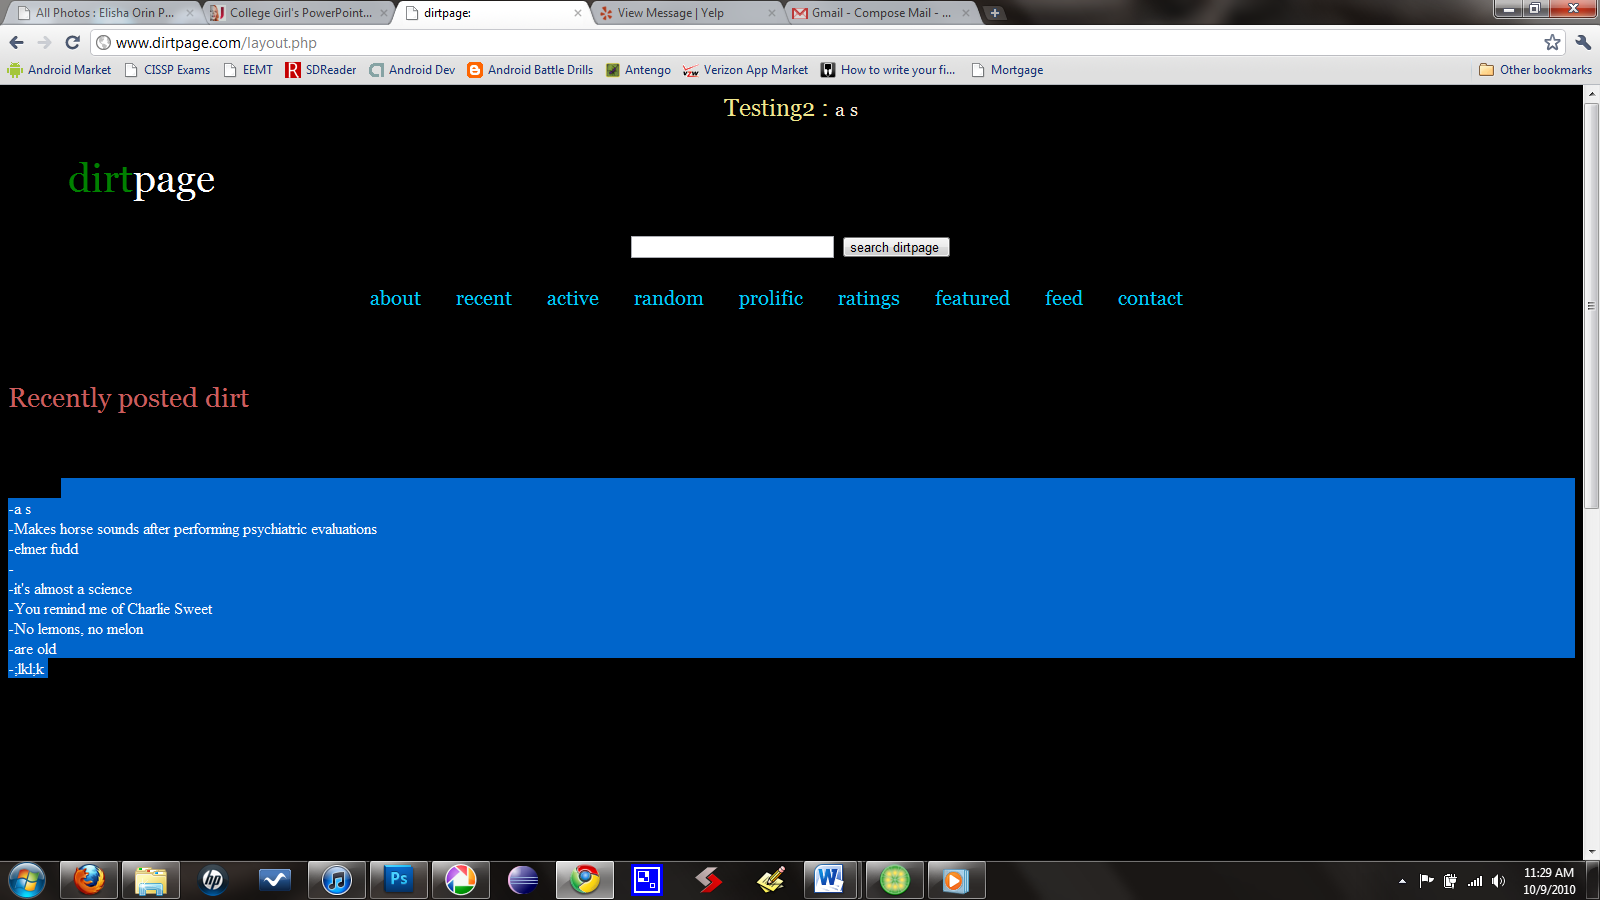 All Photos : Elisha Orin P...
College Girl's PowerPoint...
dirtpage:
View Message | Yelp
Gmail - Compose Mail - ...
www.dirtpage.com/layout.php
Android Market
CISSP Exams
EEMT
SDReader
Android Dev
Android Battle Drills
Antengo
Verizon App Market
How to write your fi...
Mortgage
Other bookmarks
Testing2 : a s
dirtpage
search dirtpage
about recent active random prolific ratings featured feed contact
Recently posted dirt
-a s
-Makes horse sounds after performing psychiatric evaluations
-elmer fudd
-
-it's almost a science
-You remind me of Charlie Sweet
-No lemons, no melon
-are old
-;lkl;k
hp
Ps
W
11:29 AM
10/9/2010